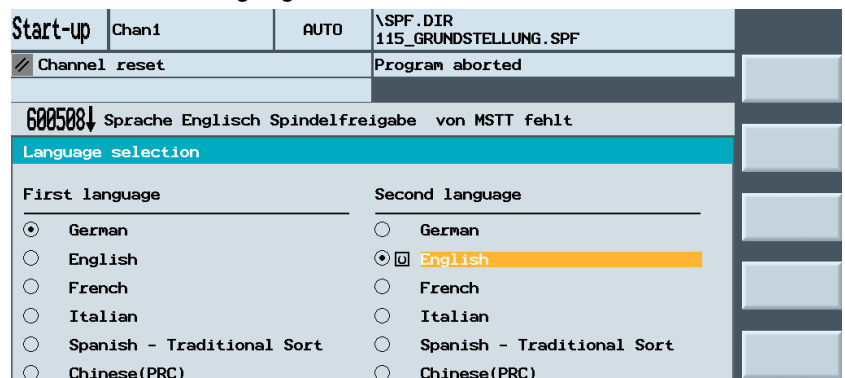 Start-up Chan1 AUTO \SPF.DIR
115_GRUNDSTELLUNG.SPF
Channel reset Program aborted
600508↓ Sprache Englisch Spindelfreigabe von MSTT fehlt
Language selection
First language Second language
German German
English English
French French
Italian Italian
Spanish - Traditional Sort Spanish - Traditional Sort
Chinese(PRC) Chinese(PRC)